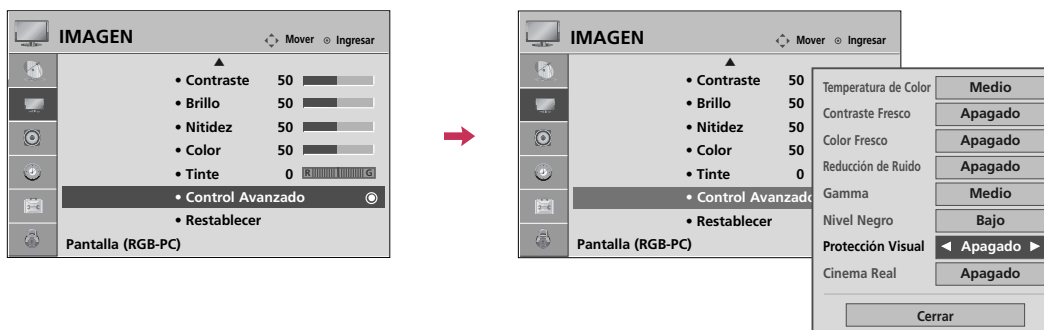 IMAGEN
Mover
Ingresar
• Contraste 50
• Brillo 50
• Nitidez 50
• Color 50
• Tinte 0 R G
• Control Avanzado
• Restablecer
Pantalla (RGB-PC)
IMAGEN
Mover
Ingresar
• Contraste 50
• Brillo 50
• Nitidez 50
• Color 50
• Tinte 0
• Control Avanzado
• Restablecer
Pantalla (RGB-PC)
Temperatura de Color Medio
Contraste Fresco Apagado
Color Fresco Apagado
Reducción de Ruido Apagado
Gamma Medio
Nivel Negro Bajo
Protección Visual ◄ Apagado ►
Cinema Real Apagado
Cerrar